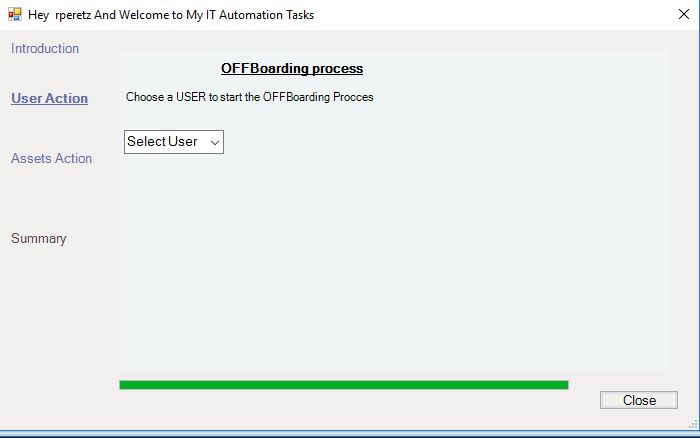 Hey rperetz And Welcome to My IT Automation Tasks
Introduction
OFFBoarding process
User Action
Choose a USER to start the OFFBoarding Procces
Select User
Assets Action
Summary
Close